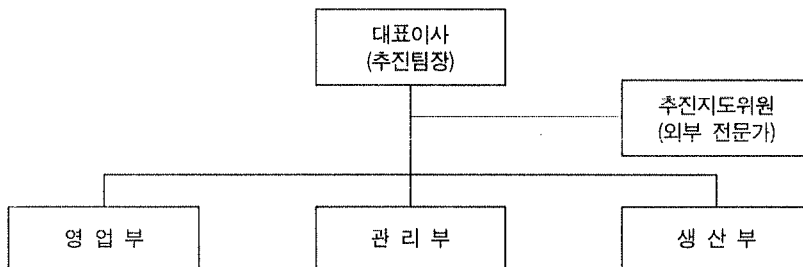 대표이사
(추진팀장)
추진지도위원
(외부 전문가)
영 업 부
관 리 부
생 산 부